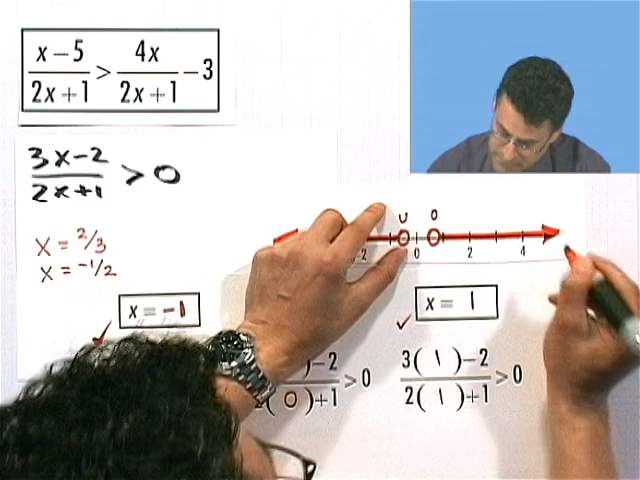 x − 5 / 2x + 1 > 4x / 2x + 1 − 3
3x − 2 / 2x + 1 > 0
x = 2/3
x = −1/2
U 0
2 0 2 4
x = −1
x = 1
) − 2 / ( 0 ) + 1 > 0
3( 1 ) − 2 / 2( 1 ) + 1 > 0